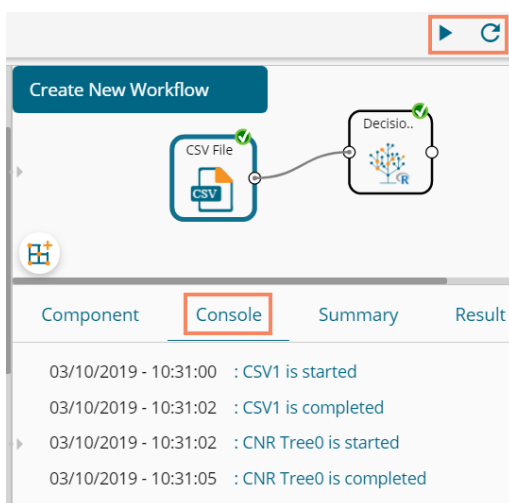 Create New Workflow
Decisio..
CSV File
CSV
R
Component Console Summary Result
03/10/2019 - 10:31:00 : CSV1 is started
03/10/2019 - 10:31:02 : CSV1 is completed
03/10/2019 - 10:31:02 : CNR Tree0 is started
03/10/2019 - 10:31:05 : CNR Tree0 is completed